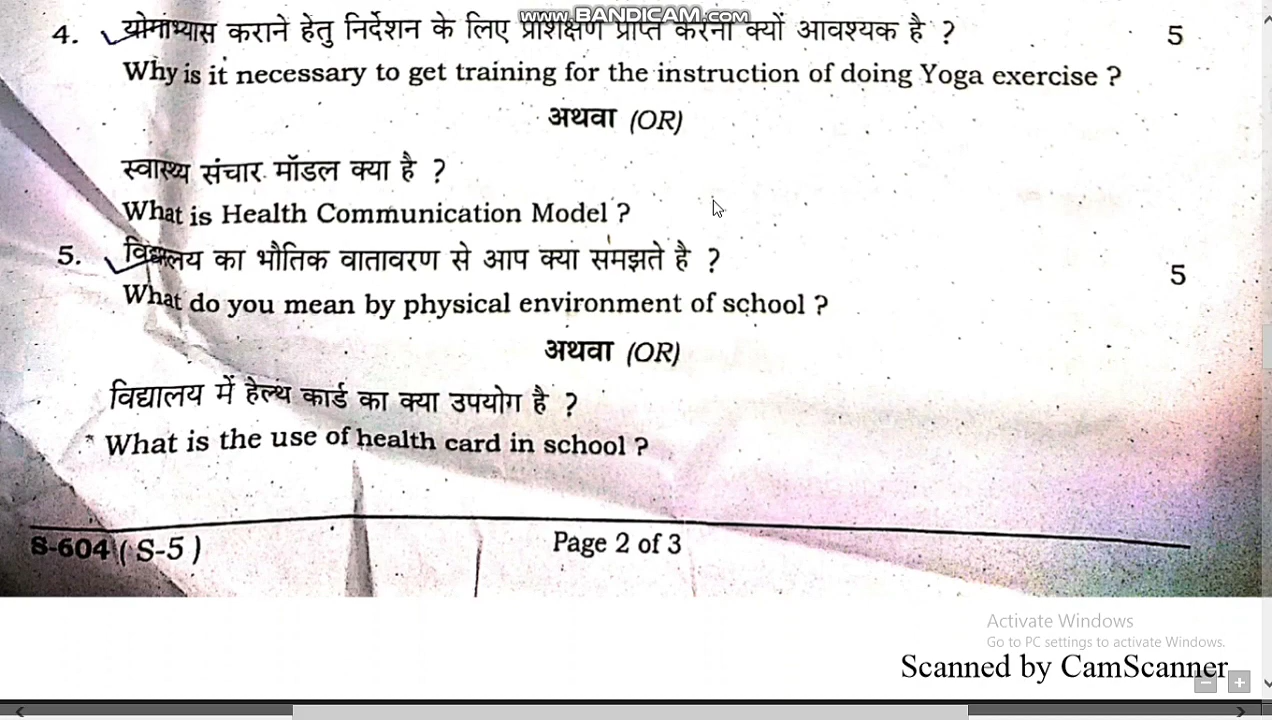 www.BANDICAM.com
4. योगाभ्यास कराने हेतु निर्देशन के लिए प्रशिक्षण प्राप्त करना क्यों आवश्यक है ? 5
Why is it necessary to get training for the instruction of doing Yoga exercise ?
अथवा (OR)
स्वास्थ्य संचार मॉडल क्या है ?
What is Health Communication Model ?
5. विद्यालय का भौतिक वातावरण से आप क्या समझते है ? 5
What do you mean by physical environment of school ?
अथवा (OR)
विद्यालय में हेल्थ कार्ड का क्या उपयोग है ?
What is the use of health card in school ?
S-604 ( S-5 ) Page 2 of 3
Activate Windows
Go to PC settings to activate Windows.
Scanned by CamScanner